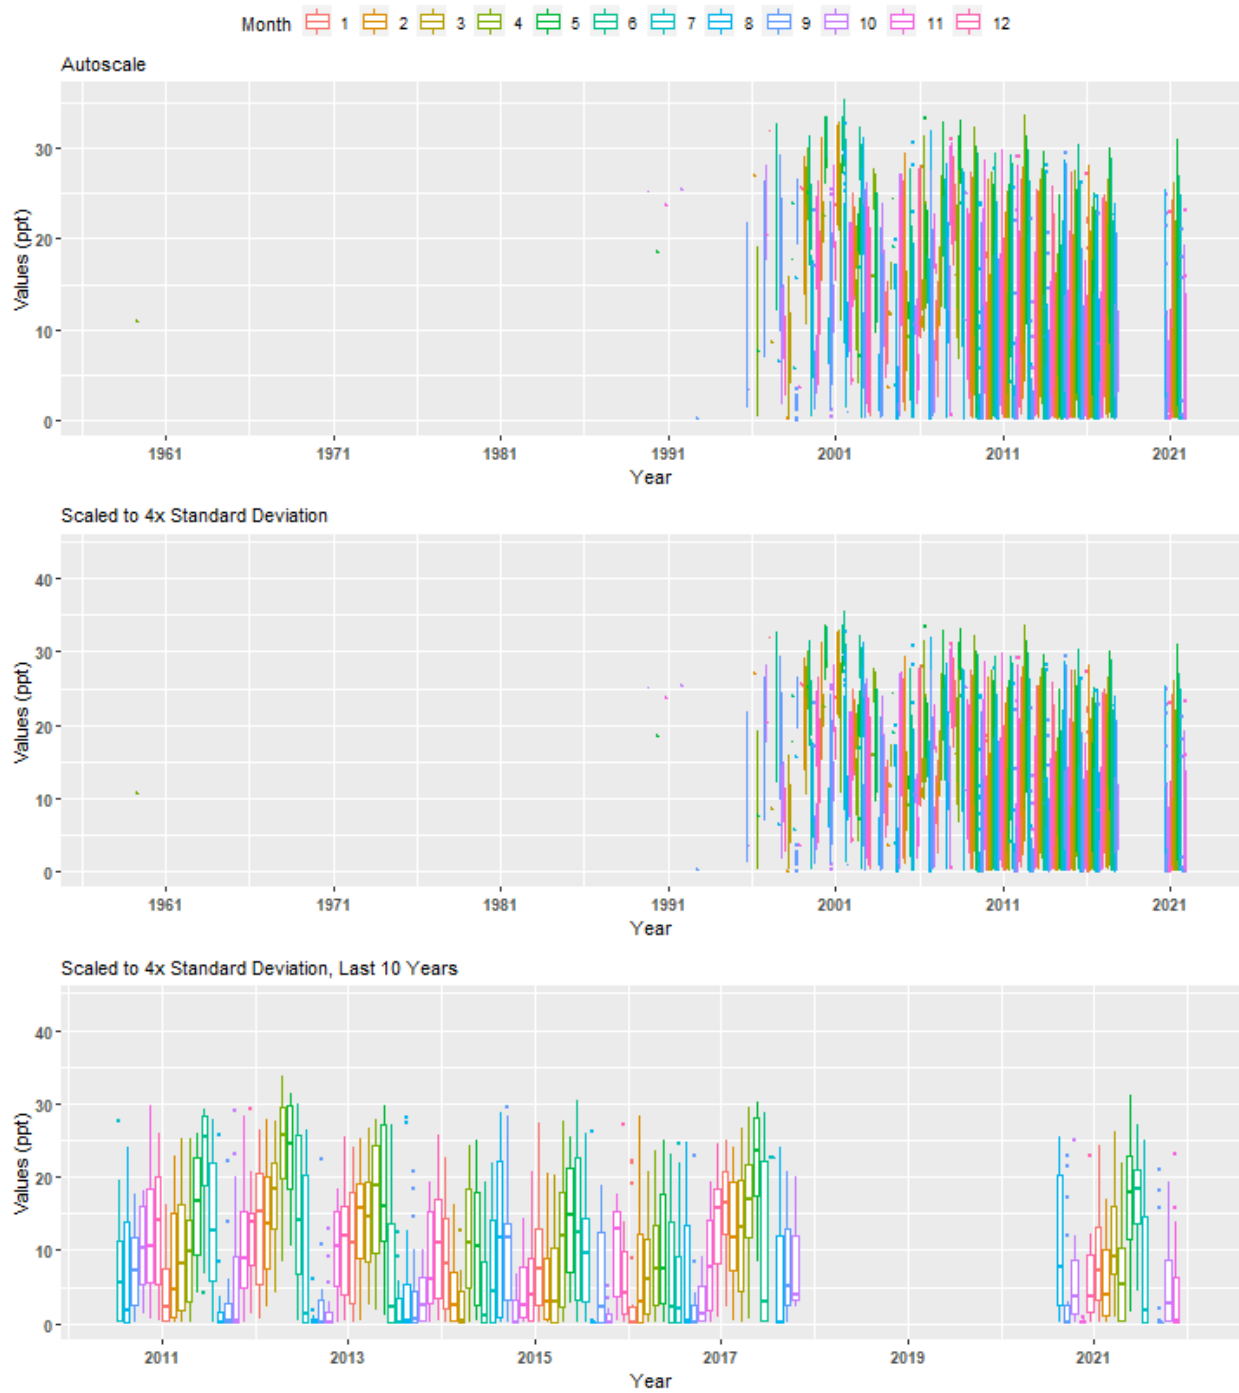 Month 1 2 3 4 5 6 7 8 9 10 11 12
Autoscale
Values (ppt)
30
20
10
0
1961 1971 1981 1991 2001 2011 2021
Year
Scaled to 4x Standard Deviation
Values (ppt)
40
30
20
10
0
1961 1971 1981 1991 2001 2011 2021
Year
Scaled to 4x Standard Deviation, Last 10 Years
Values (ppt)
40
30
20
10
0
2011 2013 2015 2017 2019 2021
Year